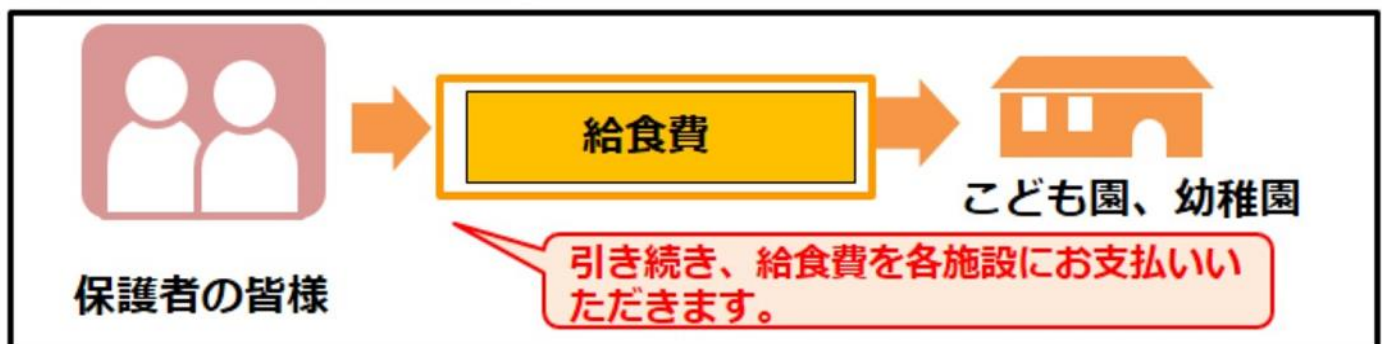 給食費
こども園、幼稚園
保護者の皆様
引き続き、給食費を各施設にお支払いい
ただきます。